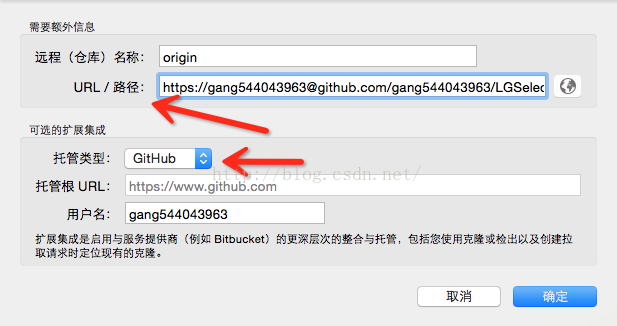 需要额外信息
远程（仓库）名称： origin
URL / 路径： https://gang544043963@github.com/gang544043963/LGSelec
可选的扩展集成
托管类型： GitHub
http://blog.csdn.net/
托管根 URL： https://www.github.com
用户名： gang544043963
扩展集成是启用与服务提供商（例如 Bitbucket）的更深层次的整合与托管，包括您使用克隆或检出以及创建拉
取请求时定位现有的克隆。
取消 确定